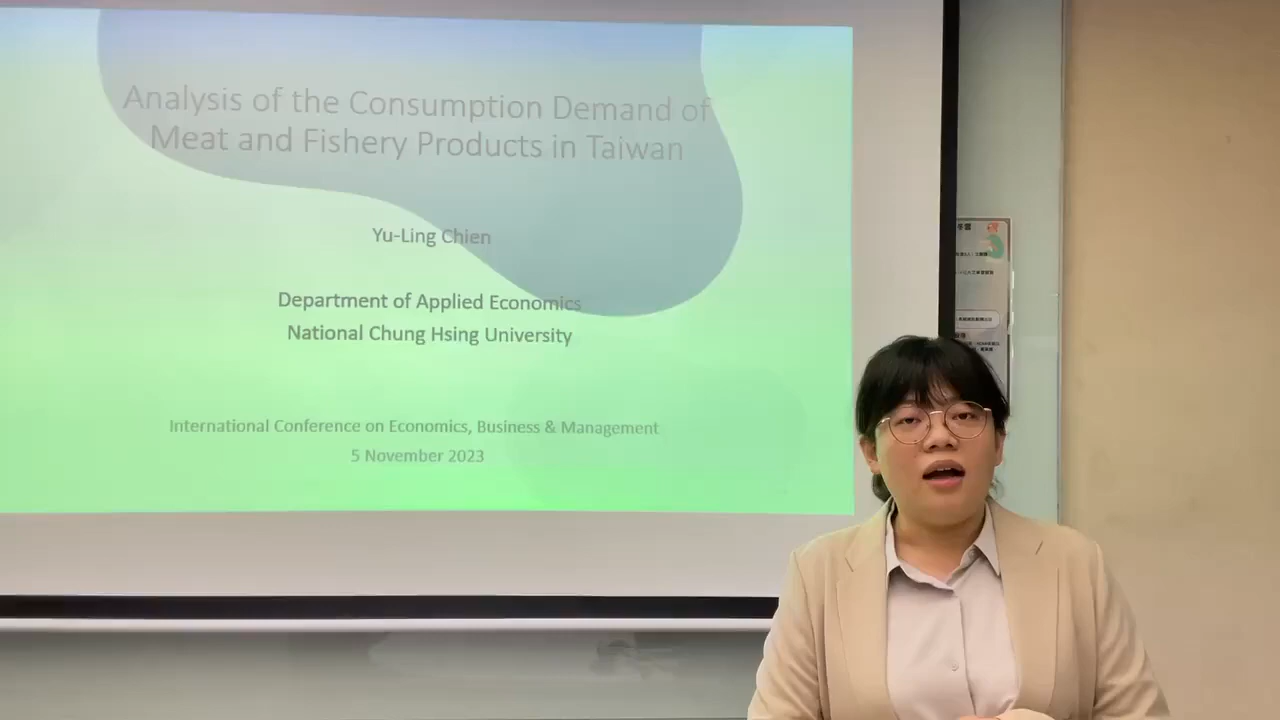 Analysis of the Consumption Demand of
Meat and Fishery Products in Taiwan
Yu-Ling Chien
Department of Applied Economics
National Chung Hsing University
International Conference on Economics, Business & Management
5 November 2023